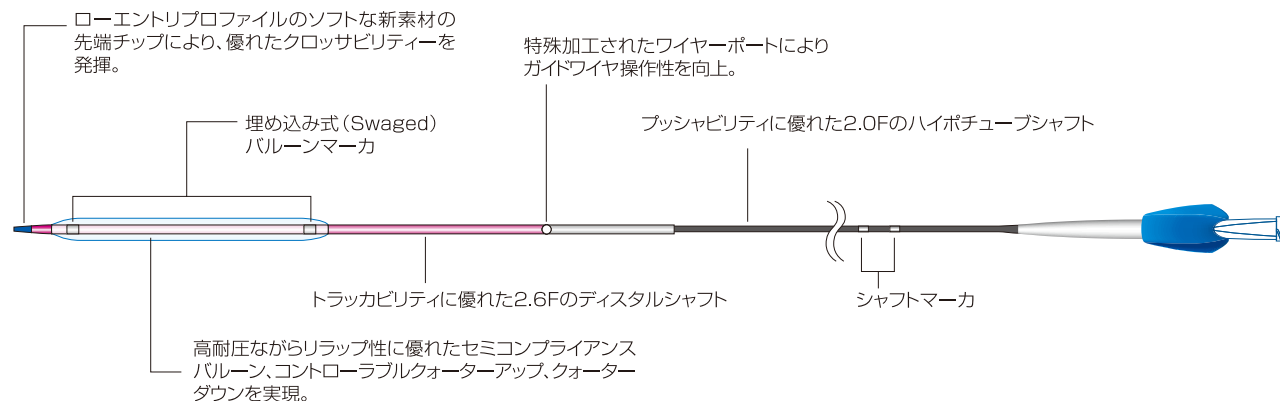 ローエントリプロファイルのソフトな新素材の
先端チップにより、優れたクロッサビリティーを
発揮。
特殊加工されたワイヤーポートにより
ガイドワイヤ操作性を向上。
埋め込み式(Swaged)
バルーンマーカ
プッシャビリティに優れた2.0Fのハイポチューブシャフト
トラッカビリティに優れた2.6Fのディスタルシャフト
シャフトマーカ
高耐圧ながらリラップ性に優れたセミコンプライアンス
バルーン、コントローラブルクォーターアップ、クォーター
ダウンを実現。